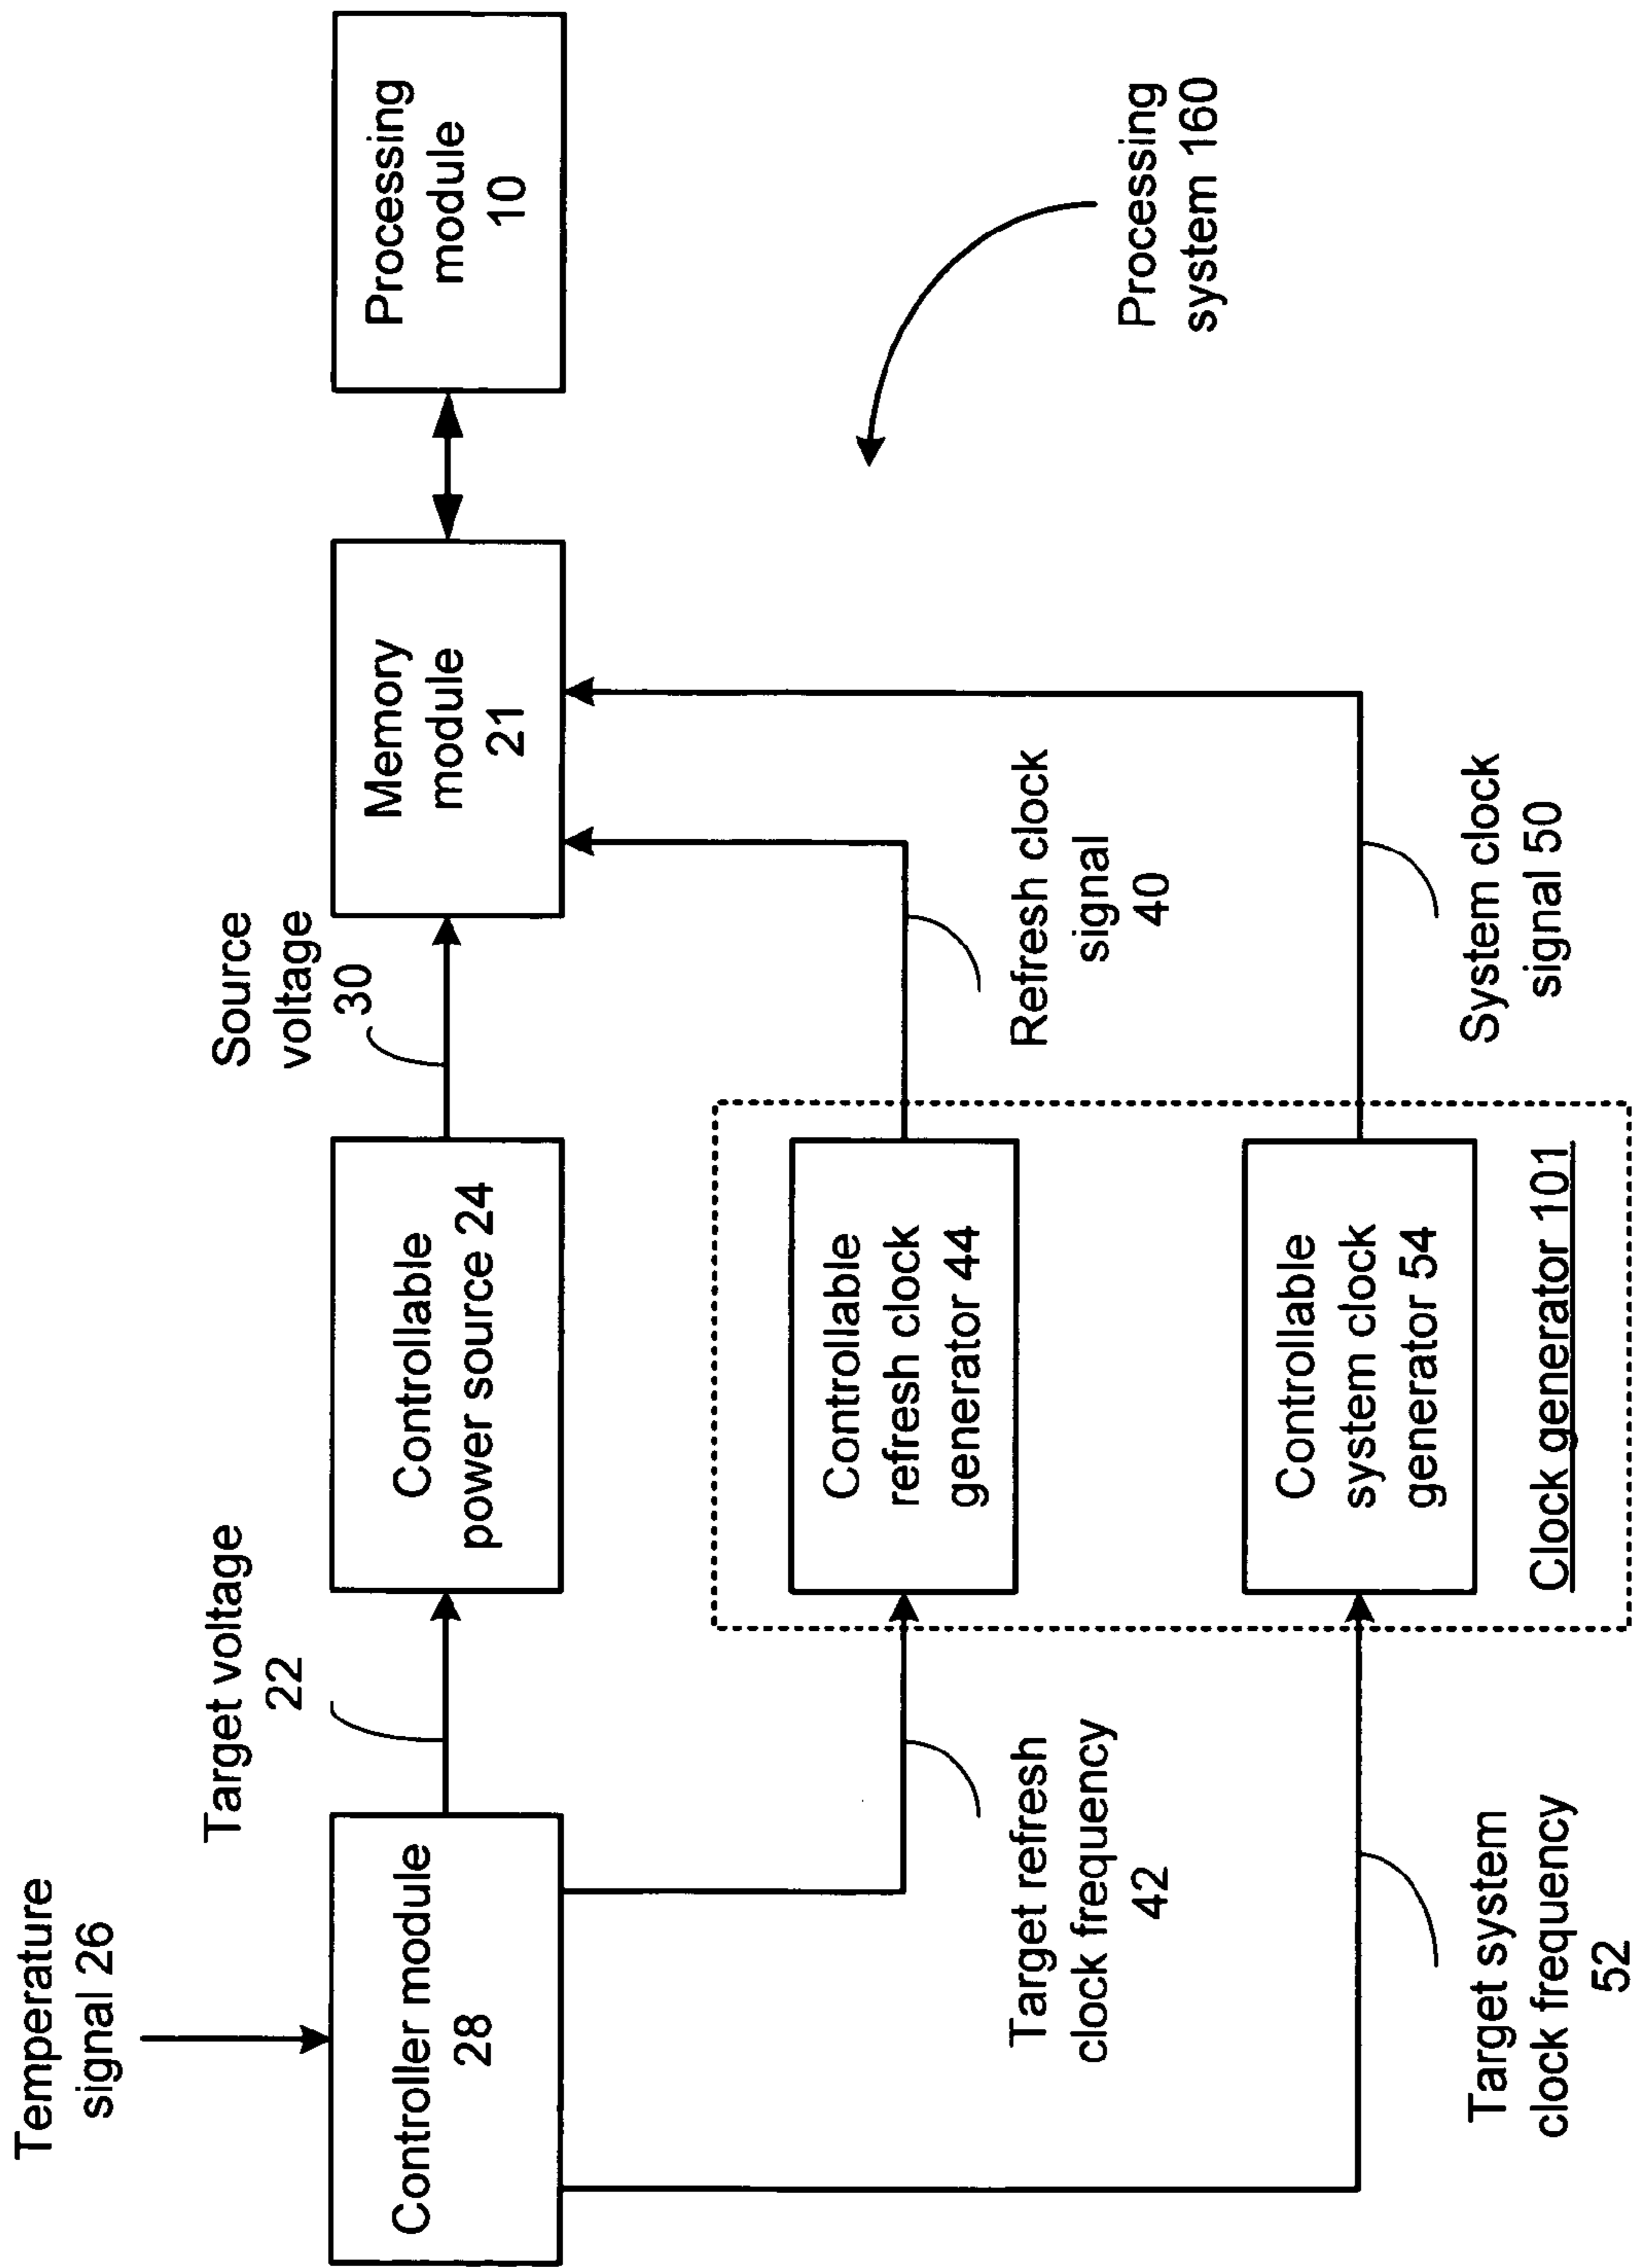 Temperature
signal 26
Controller module
28
Target voltage
22
Controllable
power source 24
Source
voltage
30
Memory
module
21
Processing
module
10
Target refresh
clock frequency
42
Controllable
refresh clock
generator 44
Refresh clock
signal
40
Target system
clock frequency
52
Controllable
system clock
generator 54
Clock generator 101
System clock
signal 50
Processing
system 160